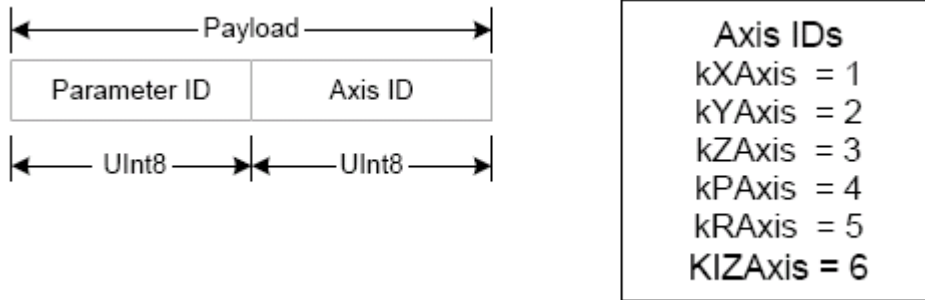 Payload
Parameter ID Axis ID
UInt8 UInt8
Axis IDs
kXAxis = 1
kYAxis = 2
kZAxis = 3
kPAxis = 4
kRAxis = 5
KIZAxis = 6